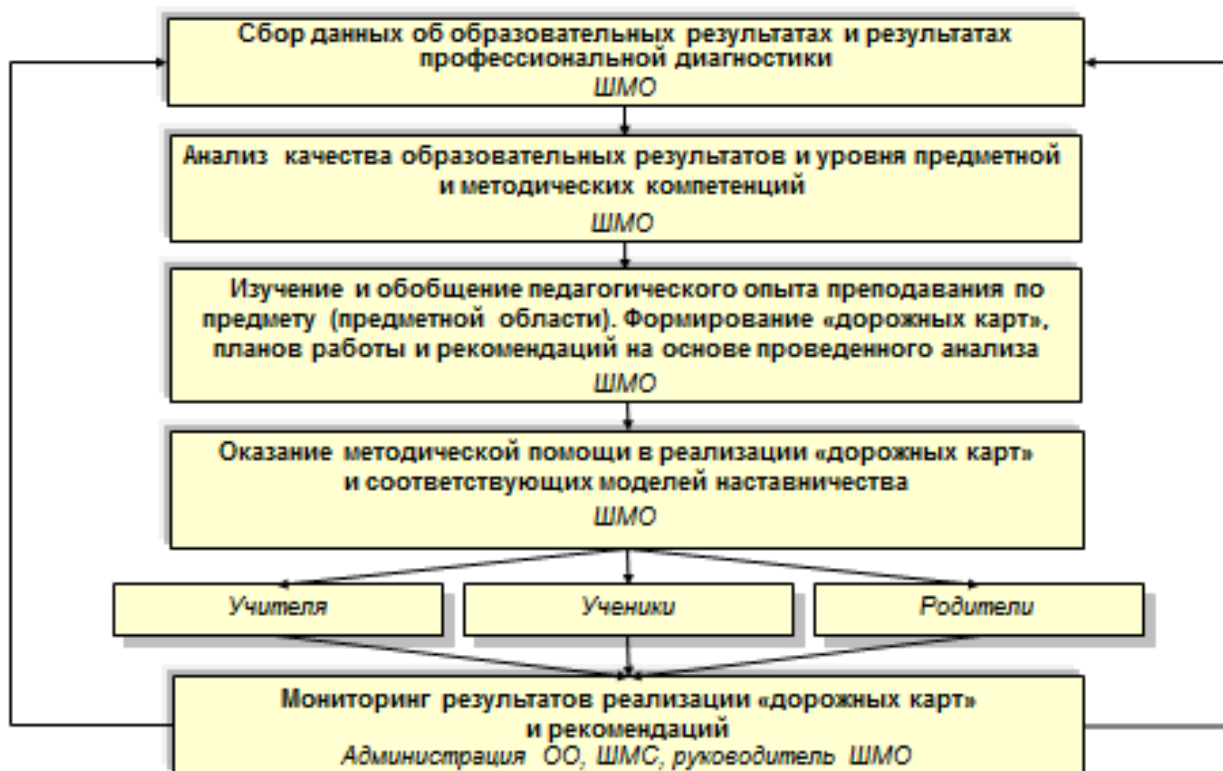 Сбор данных об образовательных результатах и результатах
профессиональной диагностики
ШМО
Анализ качества образовательных результатов и уровня предметной
и методических компетенций
ШМО
Изучение и обобщение педагогического опыта преподавания по
предмету (предметной области). Формирование «дорожных карт»,
планов работы и рекомендаций на основе проведенного анализа
ШМО
Оказание методической помощи в реализации «дорожных карт»
и соответствующих моделей наставничества
ШМО
Учителя
Ученики
Родители
Мониторинг результатов реализации «дорожных карт»
и рекомендаций
Администрация ОО, ШМС, руководитель ШМО